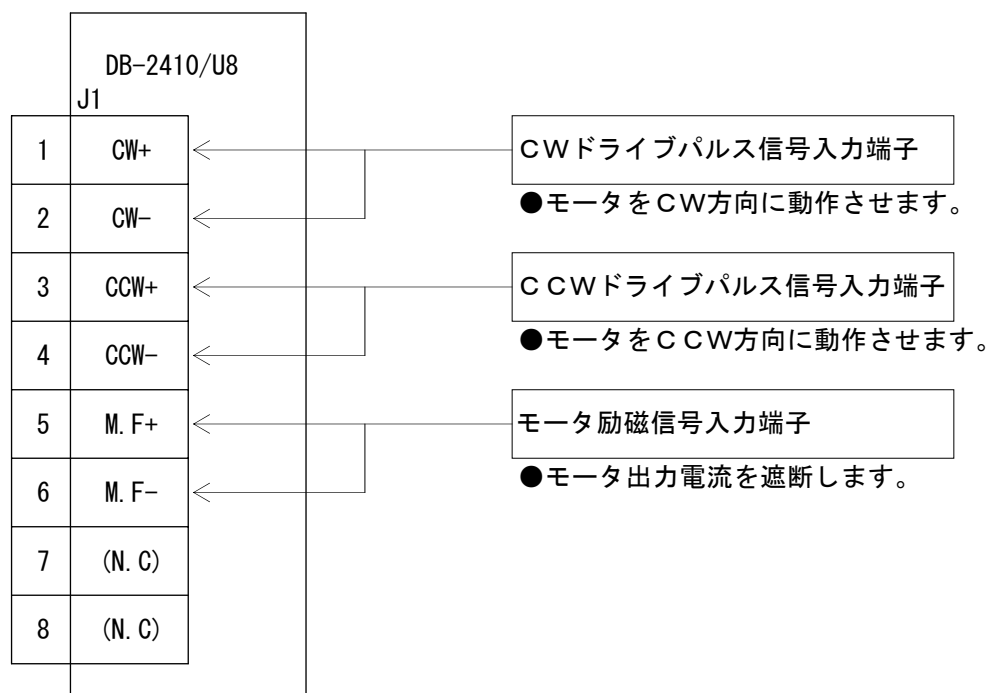 DB-2410/U8
J1
1 CW+
CWドライブパルス信号入力端子
●モータをCW方向に動作させます。
2 CW-
3 CCW+
CCWドライブパルス信号入力端子
●モータをCCW方向に動作させます。
4 CCW-
5 M.F+
モータ励磁信号入力端子
●モータ出力電流を遮断します。
6 M.F-
7 (N.C)
8 (N.C)